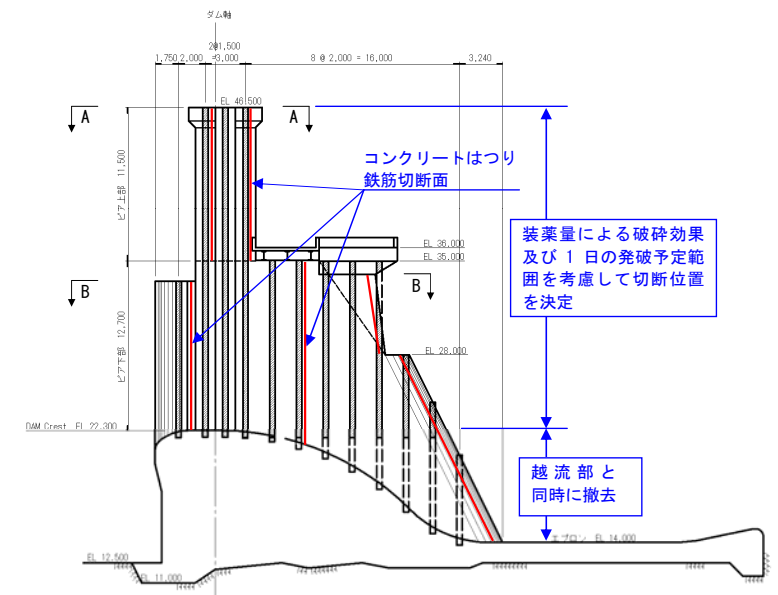 ダム軸
2@1,500
1,750 2,000 =3,000 8 @ 2,000 = 16,000 3,240
EL 46.500
A A
コンクリートはつり
鉄筋切断面
ピア上部 11,500
装薬量による破砕効果
及び 1 日の発破予定範
囲を考慮して切断位置
を決定
EL 36.000
EL 35.000
B B
ピア下部 12,700
EL 28.000
DAM Crest EL 22.300
越流部と
同時に撤去
エプロン EL 14.000
EL 12.500
EL 11.000